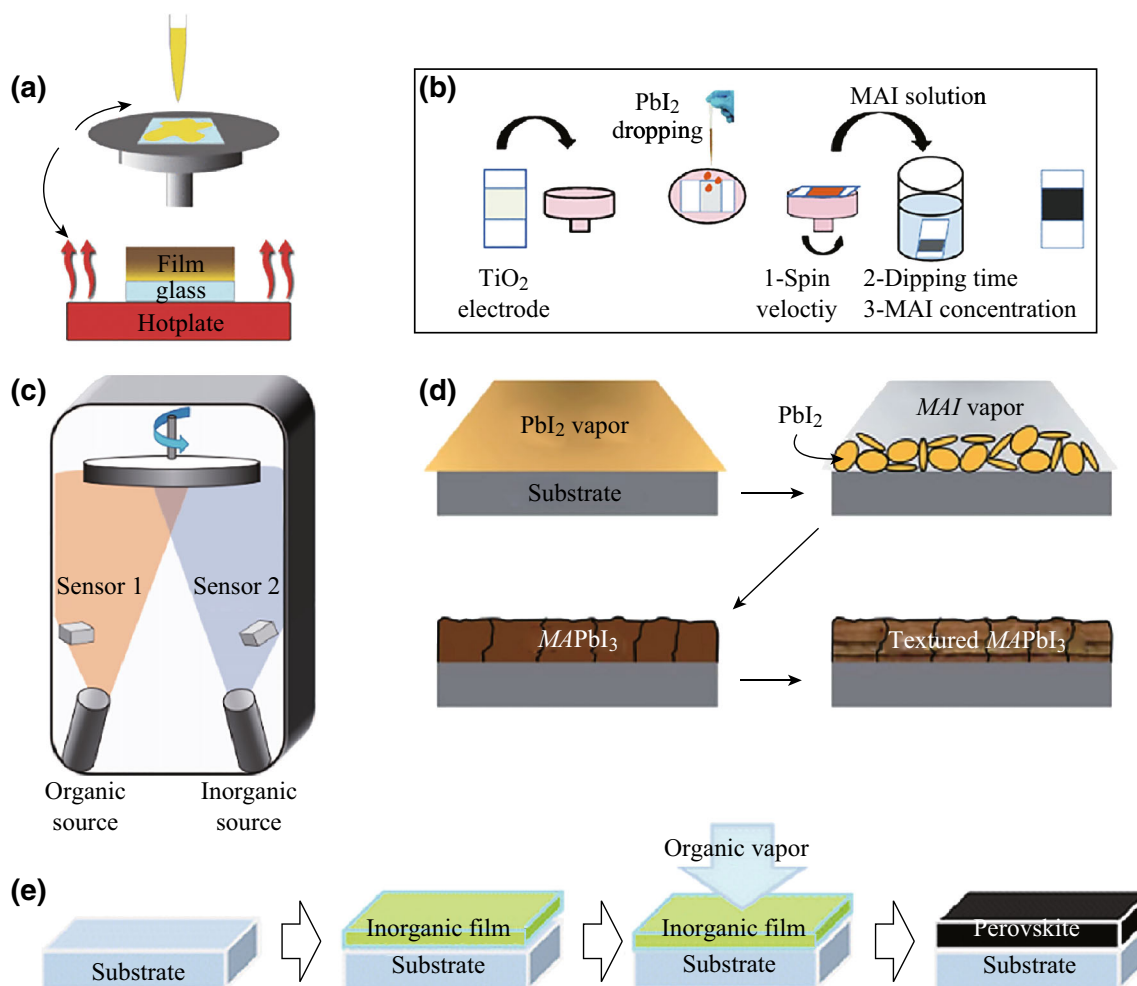 (a)
Film
glass
Hotplate
(b)
PbI2
dropping
MAI solution
TiO2
electrode
1-Spin
veloctiy
2-Dipping time
3-MAI concentration
(c)
Sensor 1
Sensor 2
Organic
source
Inorganic
source
(d)
PbI2 vapor
Substrate
PbI2
MAI vapor
MAPbI3
Textured MAPbI3
(e)
Substrate
Inorganic film
Substrate
Organic vapor
Inorganic film
Substrate
Perovskite
Substrate